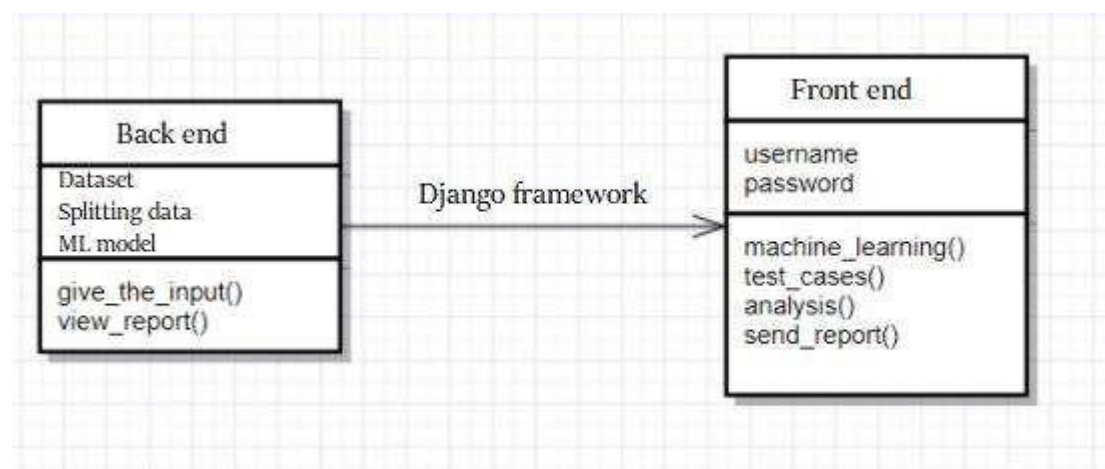 Back end
Dataset
Splitting data
ML model
give_the_input()
view_report()
Django framework
Front end
username
password
machine_learning()
test_cases()
analysis()
send_report()